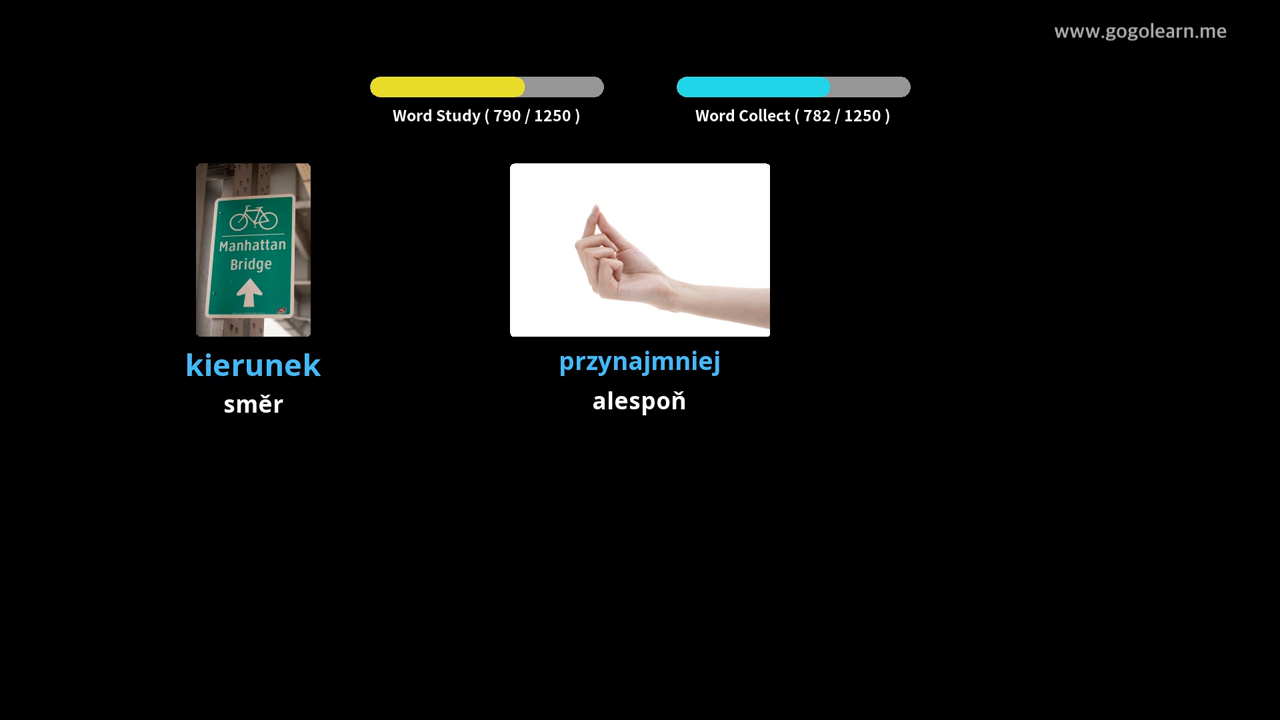 www.gogolearn.me
Word Study ( 790 / 1250 )
Word Collect ( 782 / 1250 )
Manhattan
Bridge
kierunek
směr
przynajmniej
alespoň